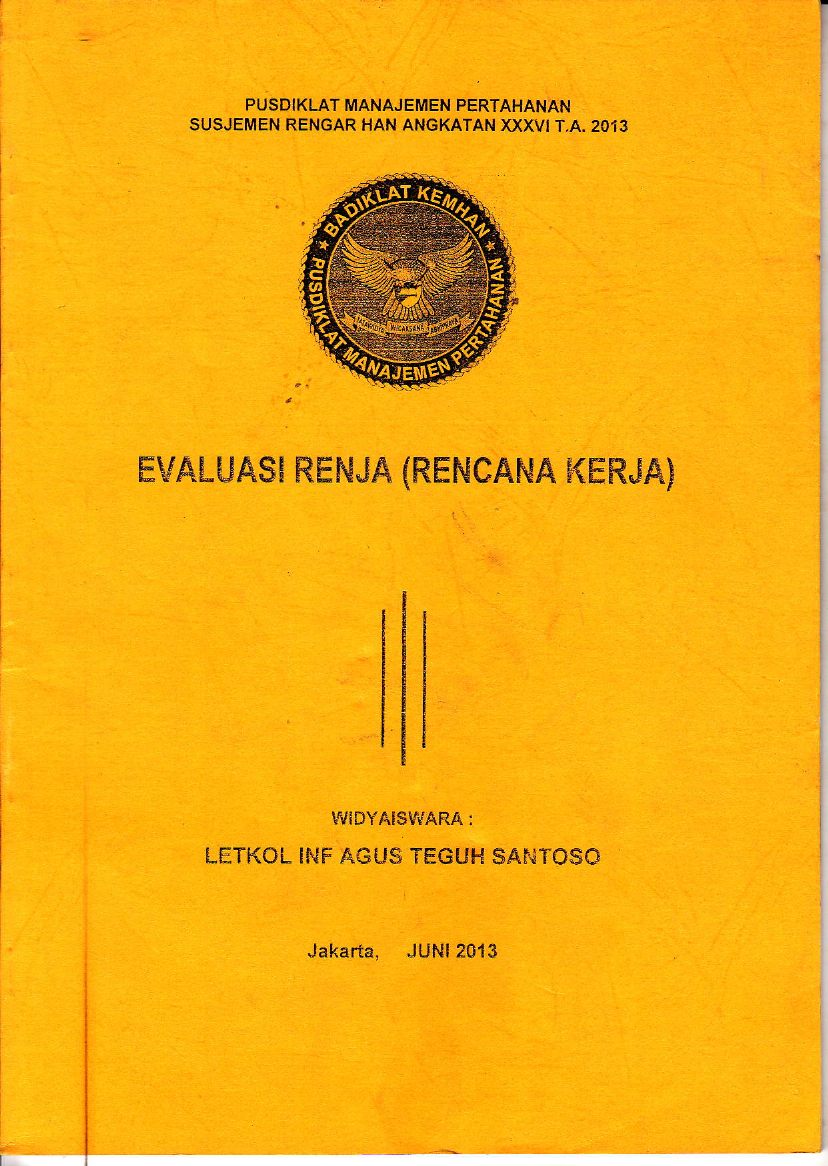 PUSDIKLAT MANAJEMEN PERTAHANAN
SUSJEMEN RENGAR HAN ANGKATAN XXXVI T.A. 2013
★ BADIKLAT KEMHAN ★
PUSDIKLAT MANAJEMEN PERTAHANAN
WICAKSANA
EVALUASI RENJA (RENCANA KERJA)
WIDYAISWARA :
LETKOL INF AGUS TEGUH SANTOSO
Jakarta, JUNI 2013